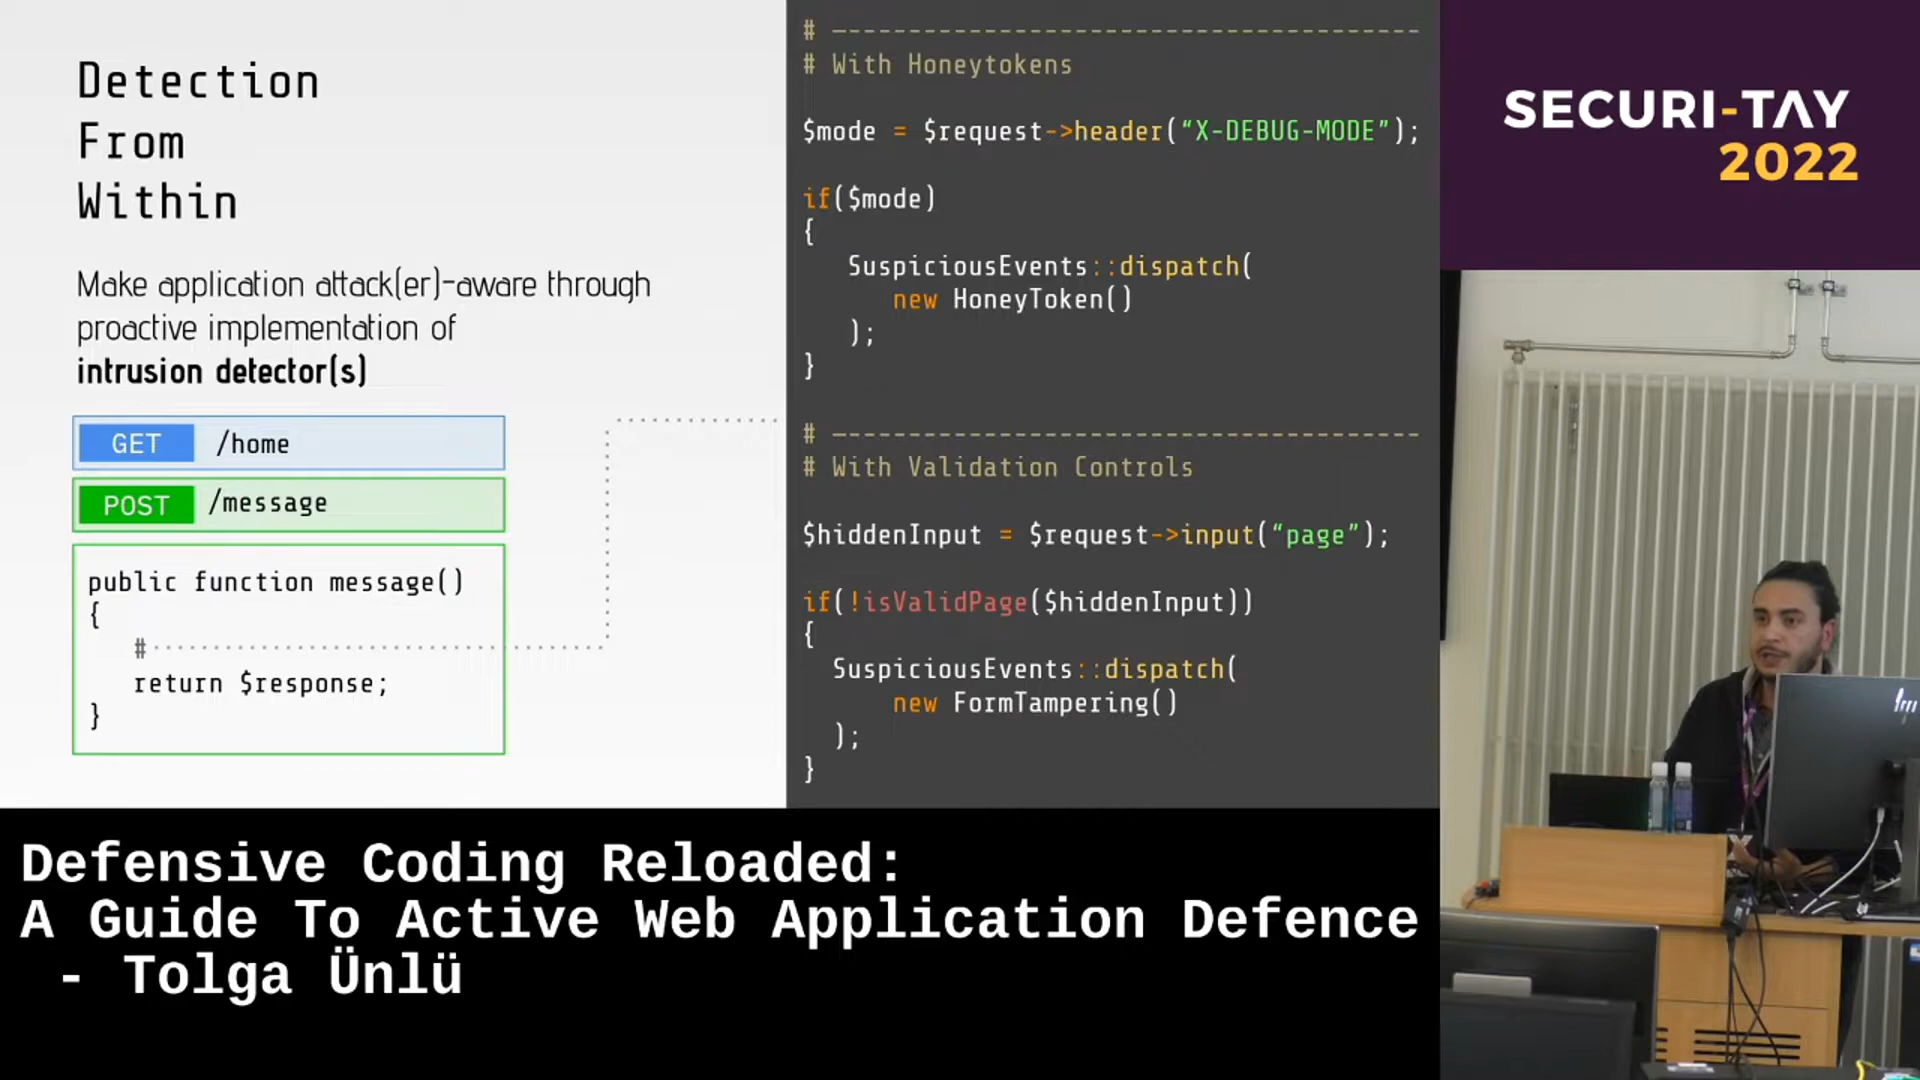 Detection
From
Within
Make application attack(er)-aware through
proactive implementation of
intrusion detector(s)
GET /home
POST /message
public function message()
{
#
return $response;
}
# ---------------------------------------
# With Honeytokens
$mode = $request->header(“X-DEBUG-MODE”);
if($mode)
{
SuspiciousEvents::dispatch(
new HoneyToken()
);
}
# ---------------------------------------
# With Validation Controls
$hiddenInput = $request->input(“page”);
if(!isValidPage($hiddenInput))
{
SuspiciousEvents::dispatch(
new FormTampering()
);
}
SECURI-TAY
2022
Defensive Coding Reloaded:
A Guide To Active Web Application Defence
- Tolga Ünlü